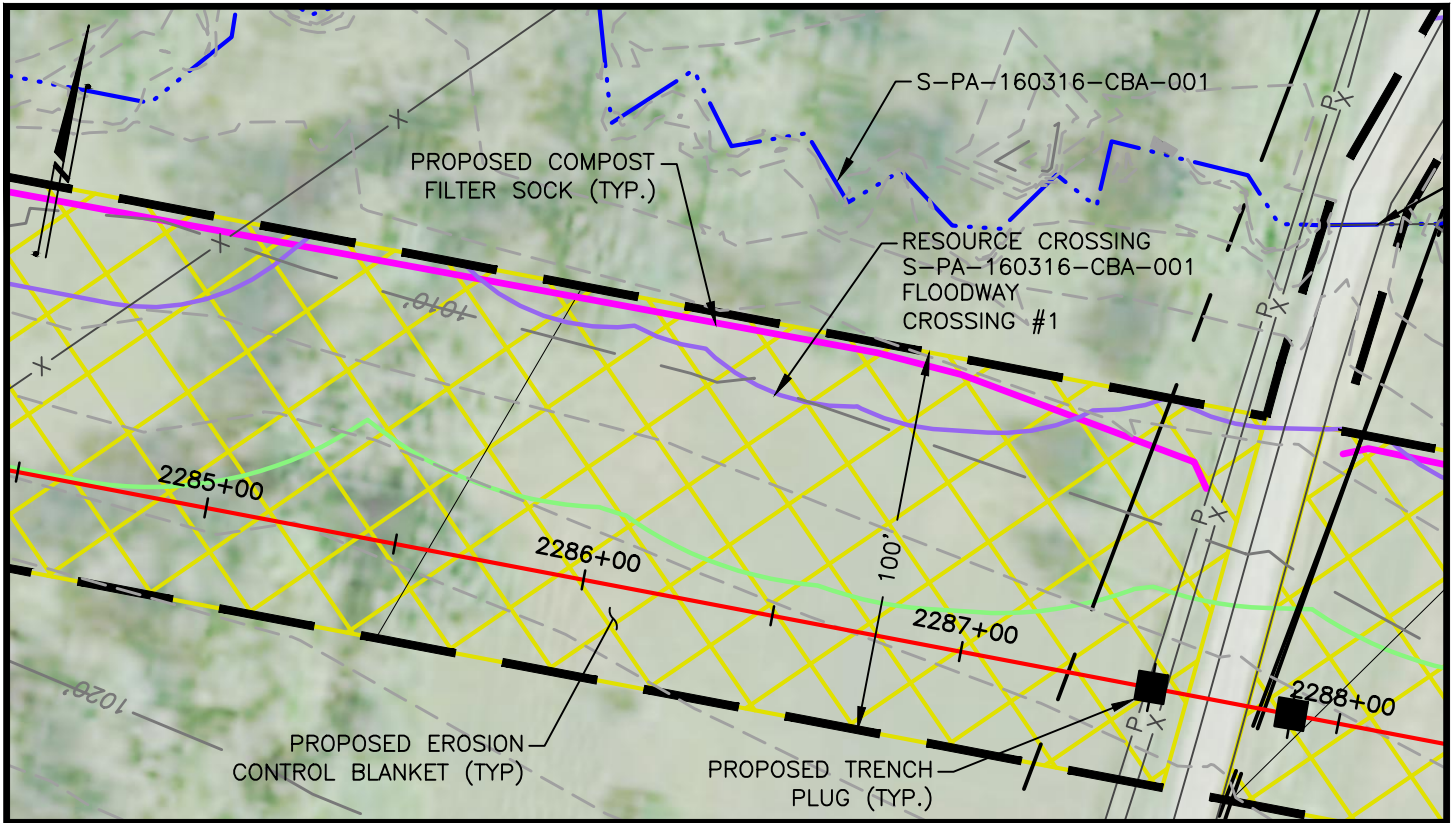 S-PA-160316-CBA-001
PROPOSED COMPOST
FILTER SOCK (TYP.)
RESOURCE CROSSING
S-PA-160316-CBA-001
FLOODWAY
CROSSING #1
X
X
X
P
X
P
X
P
X
P
X
1010'
2285+00
2286+00
100'
2287+00
2288+00
1020'
PROPOSED EROSION
CONTROL BLANKET (TYP)
PROPOSED TRENCH
PLUG (TYP.)